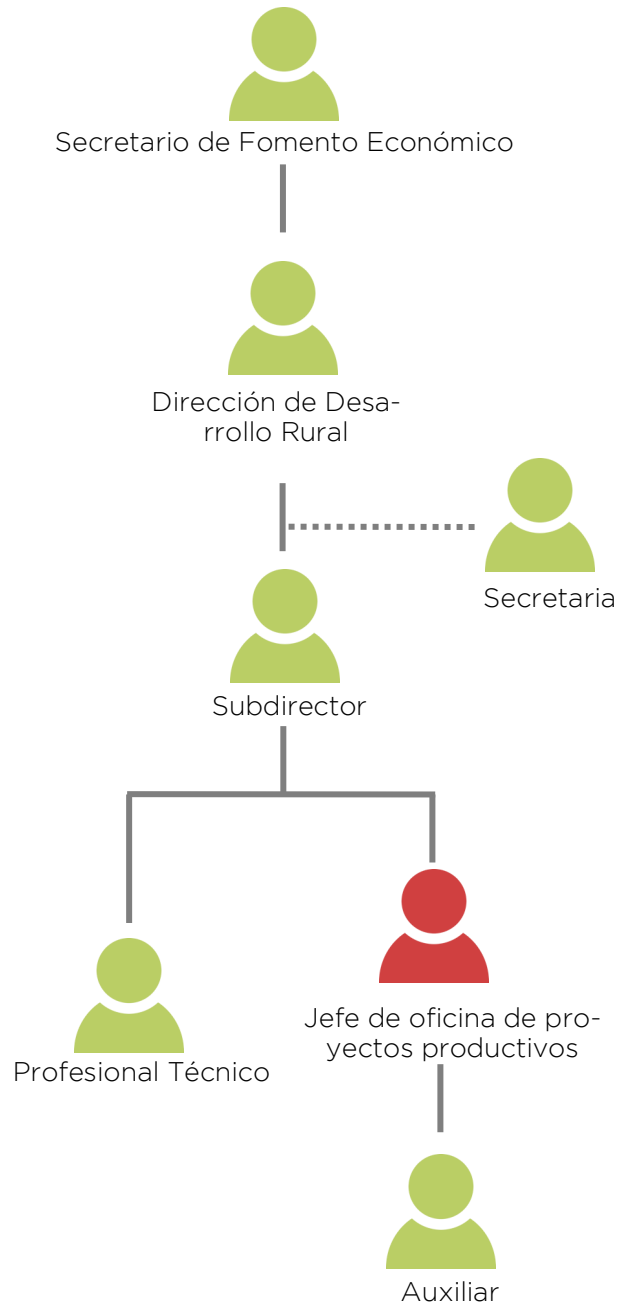 Secretario de Fomento Económico
Dirección de Desa-
rrollo Rural
Secretaria
Subdirector
Jefe de oficina de pro-
yectos productivos
Profesional Técnico
Auxiliar